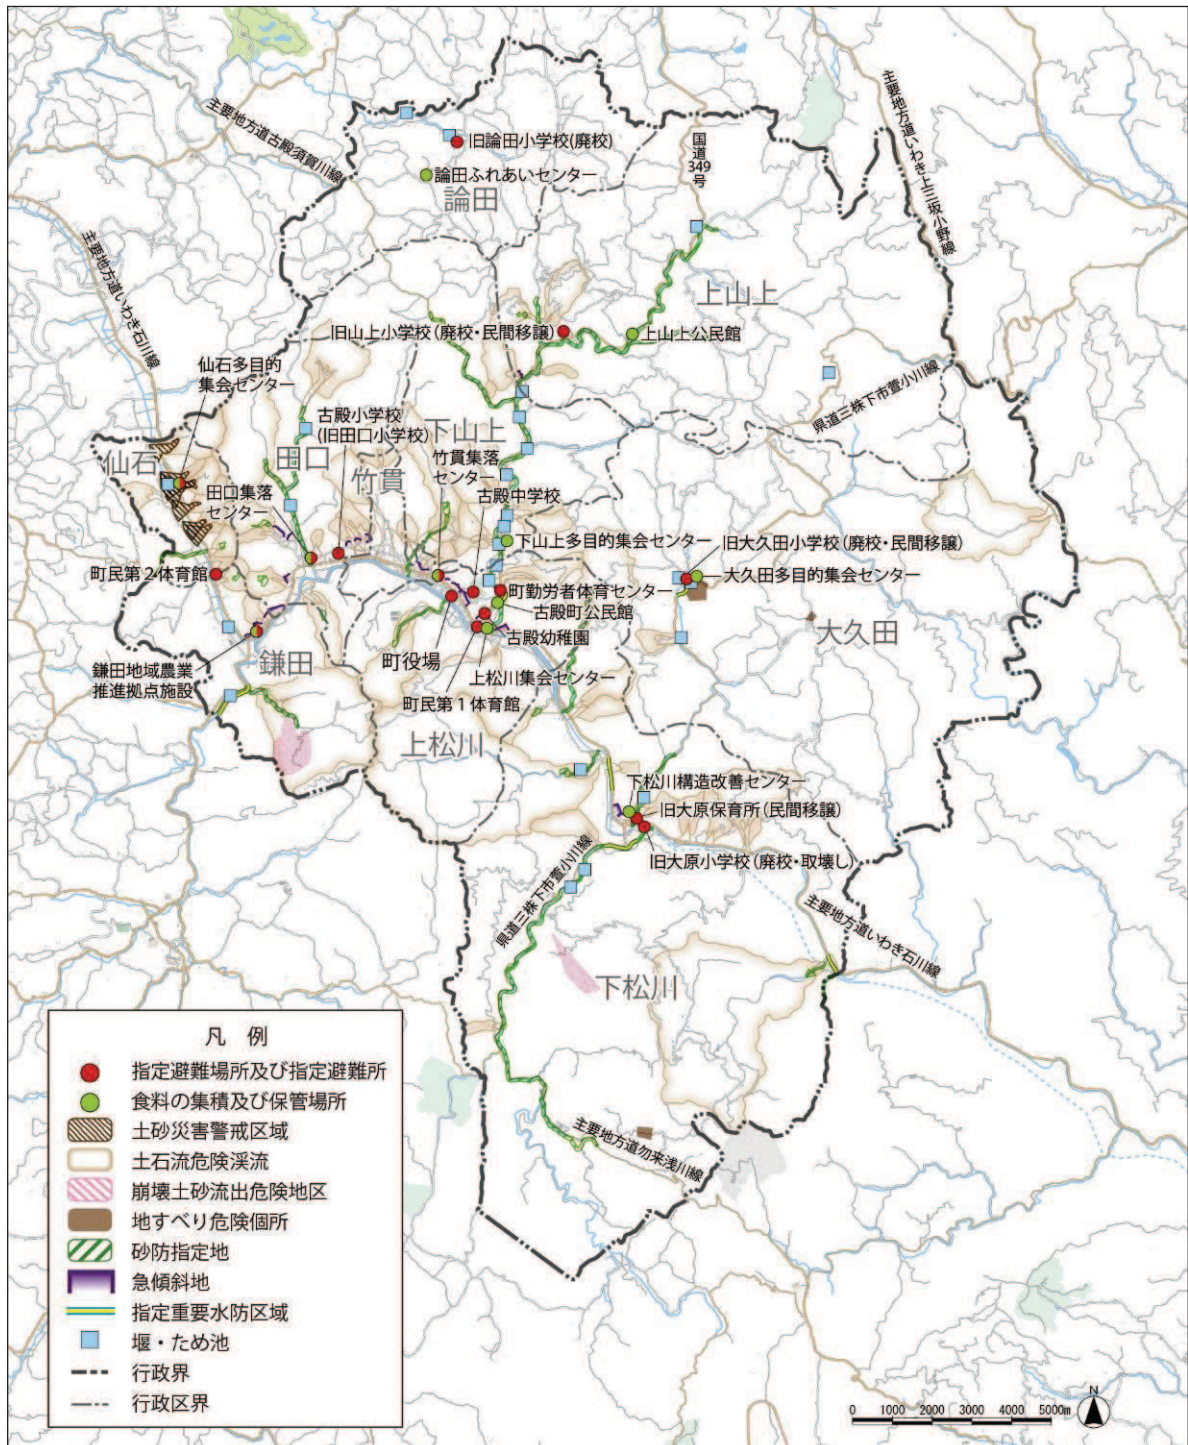 主要地方道古殿須賀川線
旧論田小学校(廃校)
論田ふれあいセンター
論田
国道
349
号
主要地方道いわき上三坂小野線
主要地方道いわき石川線
上山上
旧山上小学校(廃校・民間移譲)
上山上公民館
仙石多目的
集会センター
県道三株下市萱小川線
古殿小学校
(旧田口小学校)
下山上
竹貫集落
センター
仙石
田口
竹貫
田口集落
センター
古殿中学校
下山上多目的集会センター
旧大久田小学校(廃校・民間移譲)
町民第2体育館
大久田多目的集会センター
町勤労者体育センター
古殿町公民館
大久田
古殿幼稚園
鎌田
町役場
鎌田地域農業
推進拠点施設
上松川集会センター
町民第1体育館
上松川
下松川構造改善センター
旧大原保育所(民間移譲)
旧大原小学校(廃校・取壊し)
県道三株下市萱小川線
主要地方道いわき石川線
下松川
主要地方道勿来浅川線
凡 例
指定避難場所及び指定避難所
食料の集積及び保管場所
土砂災害警戒区域
土石流危険渓流
崩壊土砂流出危険地区
地すべり危険個所
砂防指定地
急傾斜地
指定重要水防区域
堰・ため池
行政界
行政区界
N
0 1000 2000 3000 4000 5000m